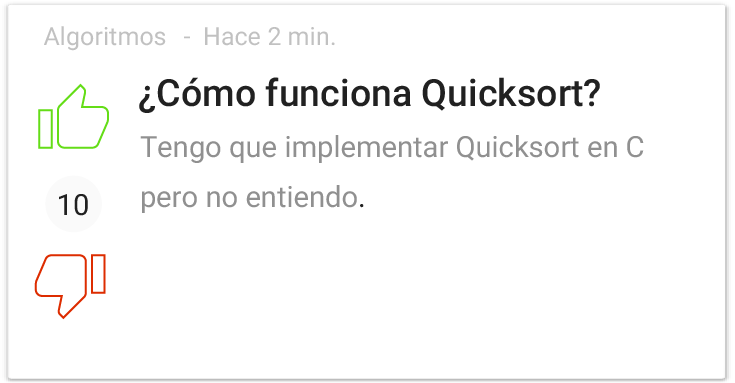 Algoritmos - Hace 2 min.
¿Cómo funciona Quicksort?
Tengo que implementar Quicksort en C
pero no entiendo.
10